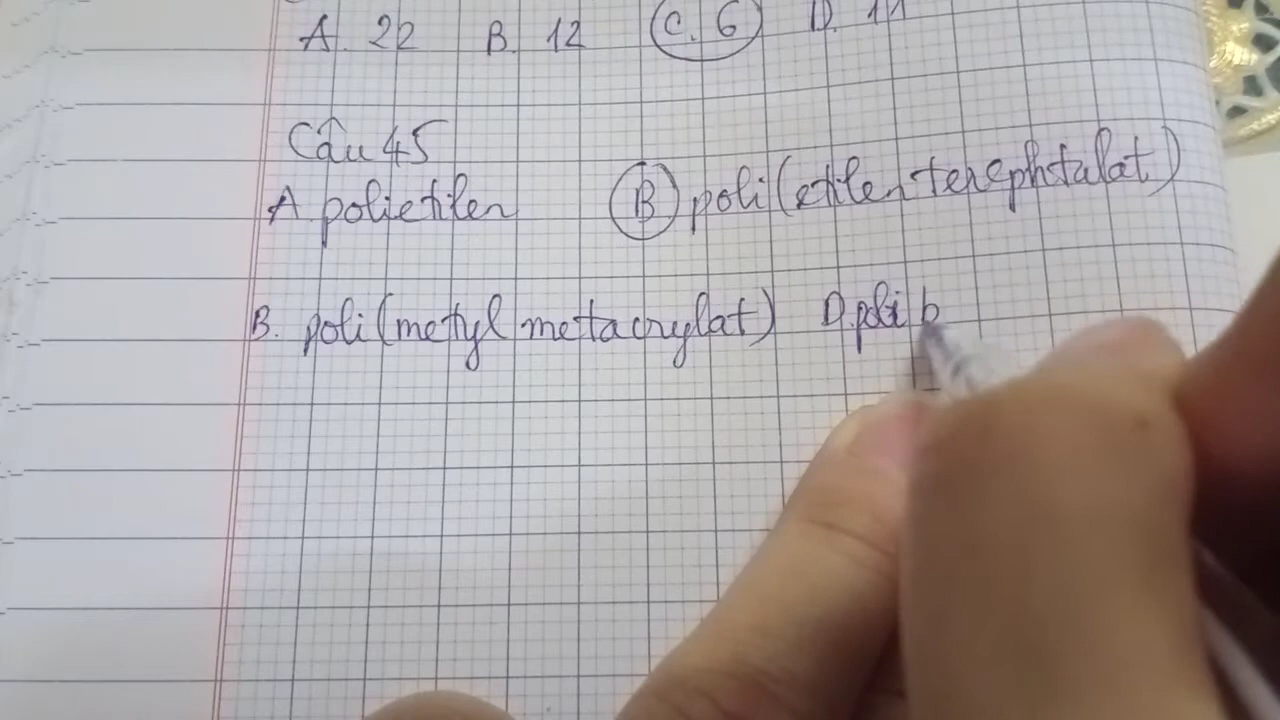 A. 22 B. 12 C. 6 D.
Câu 45
A polietilen B poli(etilen terephtalat)
B. poli(metyl metacrylat) D. poli b